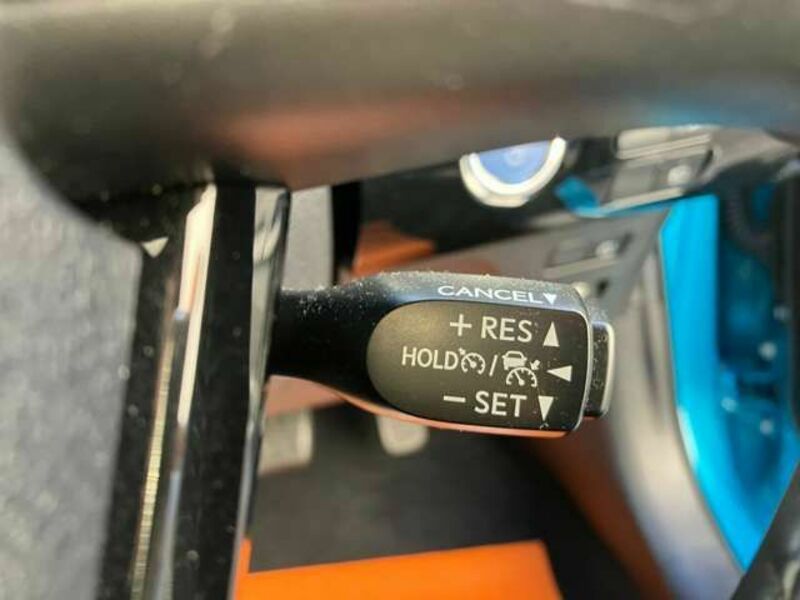 CANCEL▼
+ RES ▲
HOLD / ◀
− SET ▼